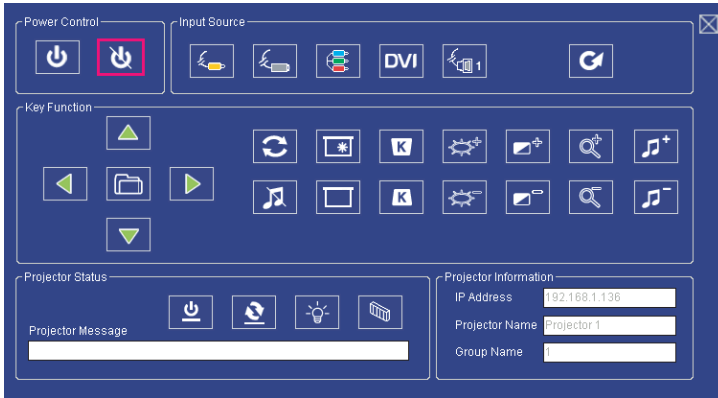 Power Control
Input Source
DVI
1
Key Function
K
K
Projector Status
Projector Message
Projector Information
IP Address 192.168.1.136
Projector Name Projector 1
Group Name 1